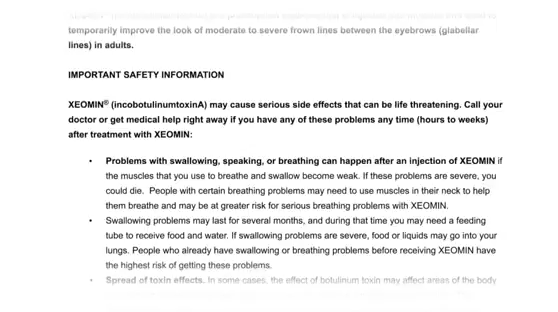 temporarily improve the look of moderate to severe frown lines between the eyebrows (glabellar
lines) in adults.
IMPORTANT SAFETY INFORMATION
XEOMIN® (incobotulinumtoxinA) may cause serious side effects that can be life threatening. Call your
doctor or get medical help right away if you have any of these problems any time (hours to weeks)
after treatment with XEOMIN:
• Problems with swallowing, speaking, or breathing can happen after an injection of XEOMIN if
the muscles that you use to breathe and swallow become weak. If these problems are severe, you
could die. People with certain breathing problems may need to use muscles in their neck to help
them breathe and may be at greater risk for serious breathing problems with XEOMIN.
• Swallowing problems may last for several months, and during that time you may need a feeding
tube to receive food and water. If swallowing problems are severe, food or liquids may go into your
lungs. People who already have swallowing or breathing problems before receiving XEOMIN have
the highest risk of getting these problems.
• Spread of toxin effects. In some cases, the effect of botulinum toxin may affect areas of the body